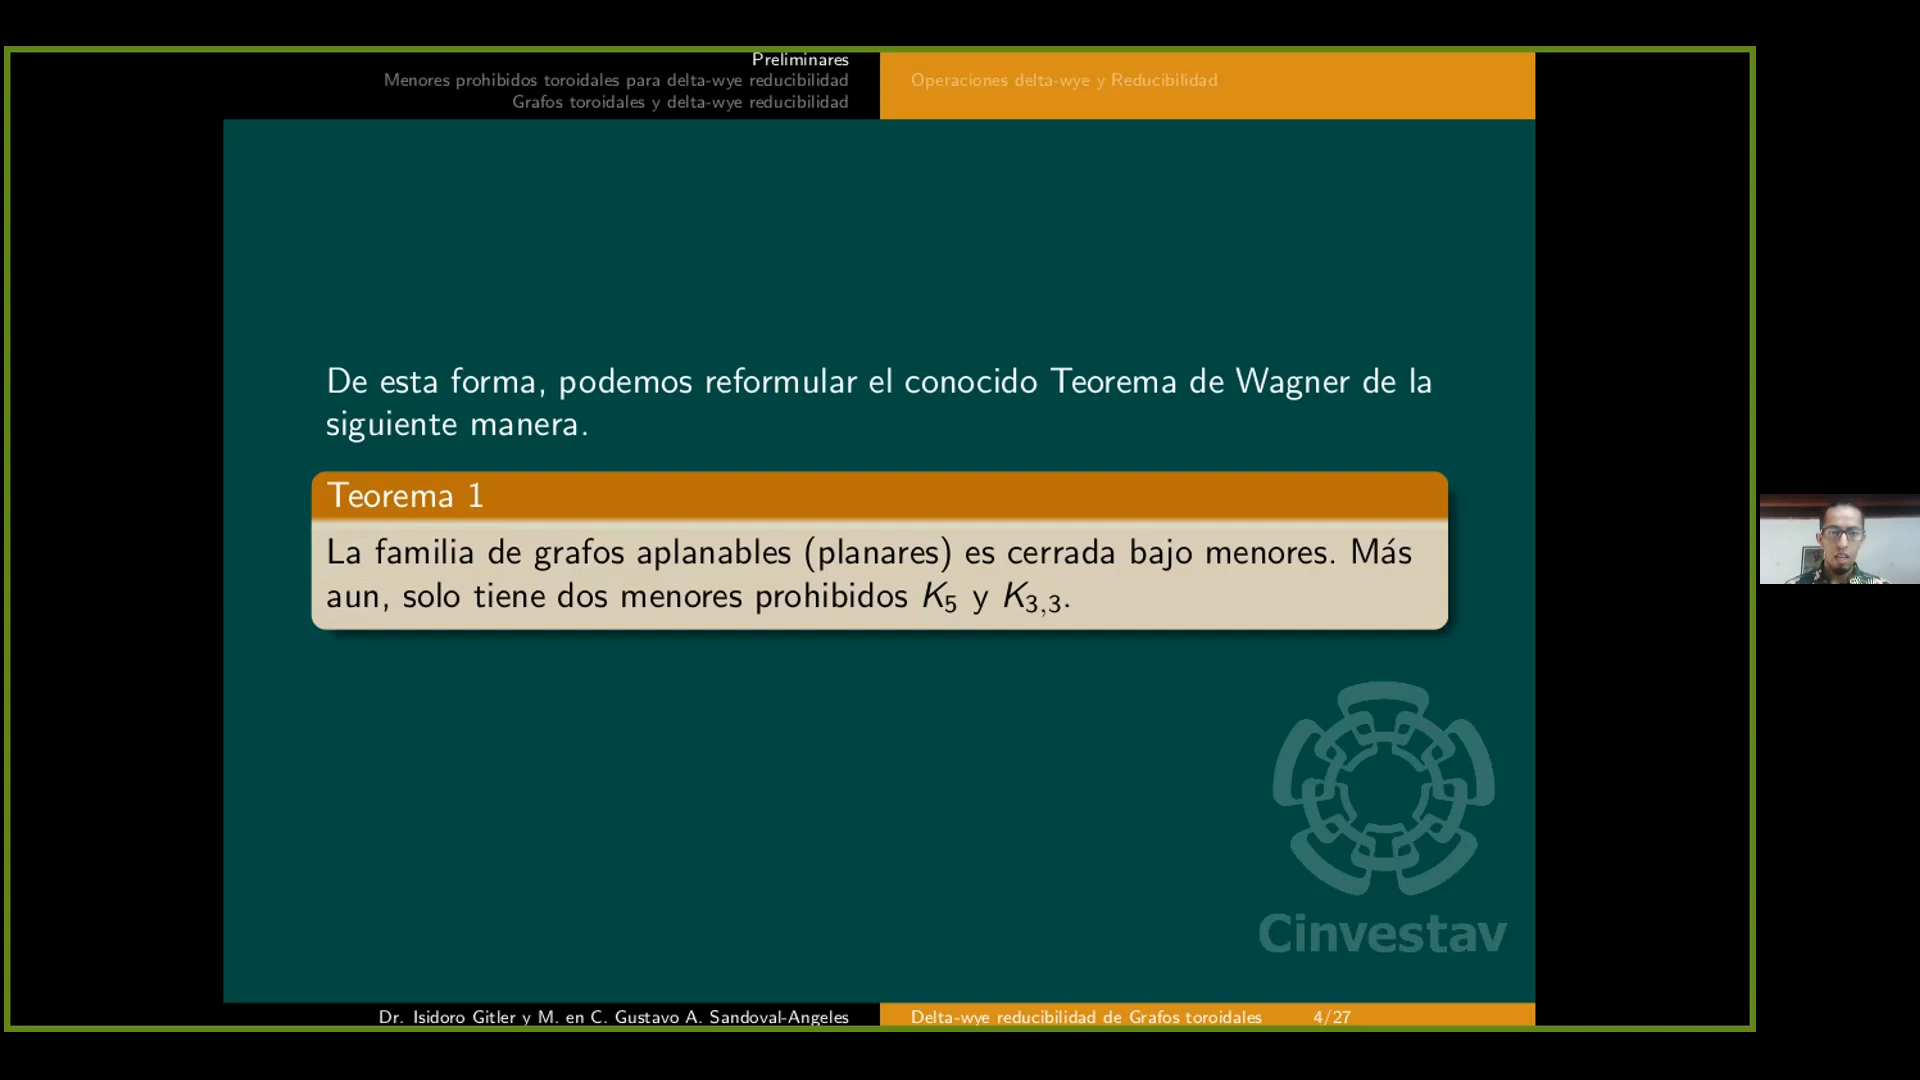 Preliminares
Menores prohibidos toroidales para delta-wye reducibilidad
Grafos toroidales y delta-wye reducibilidad
Operaciones delta-wye y Reducibilidad
De esta forma, podemos reformular el conocido Teorema de Wagner de la
siguiente manera.
Teorema 1
La familia de grafos aplanables (planares) es cerrada bajo menores. Más
aun, solo tiene dos menores prohibidos K₅ y K₃,₃.
Cinvestav
Dr. Isidoro Gitler y M. en C. Gustavo A. Sandoval-Angeles
Delta-wye reducibilidad de Grafos toroidales 4/27